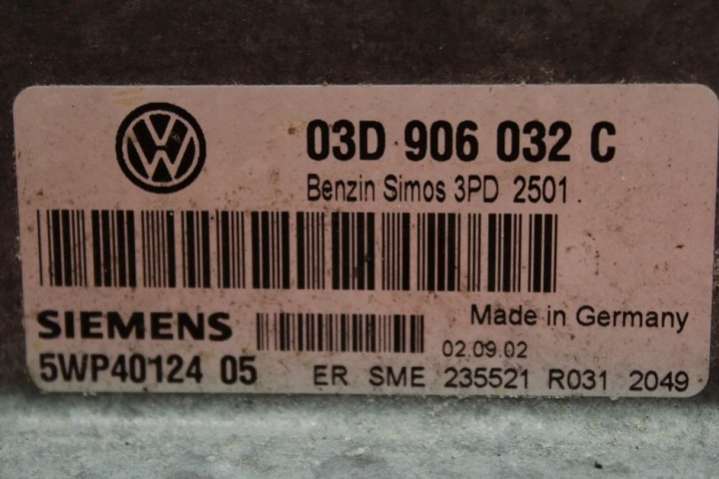 03D 906 032 C
Benzin Simos 3PD 2501
SIEMENS
Made in Germany
02.09.02
5WP40124 05
ER SME 235521 R031 2049